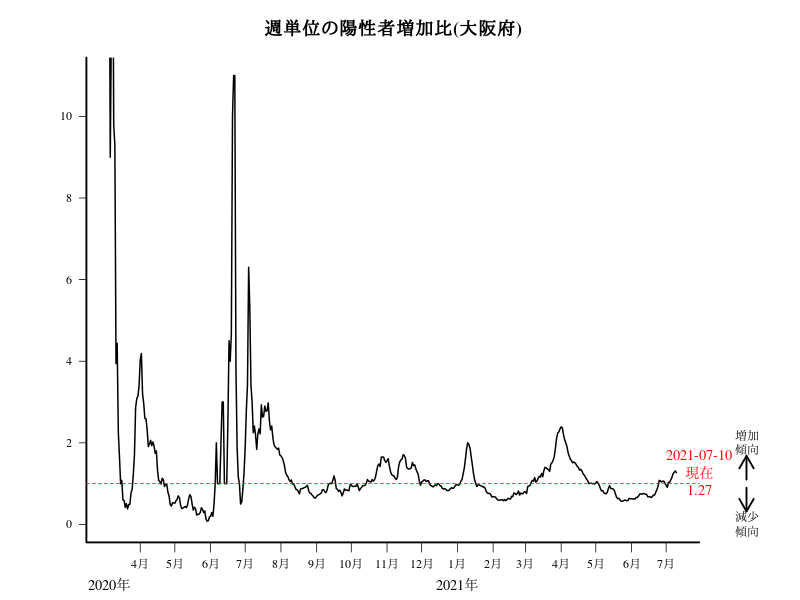 週単位の陽性者増加比(大阪府)
10
8
6
4
2
0
増加
傾向
2021-07-10
現在
1.27
減少
傾向
4月 5月 6月 7月 8月 9月 10月 11月 12月 1月 2月 3月 4月 5月 6月 7月
2020年 2021年